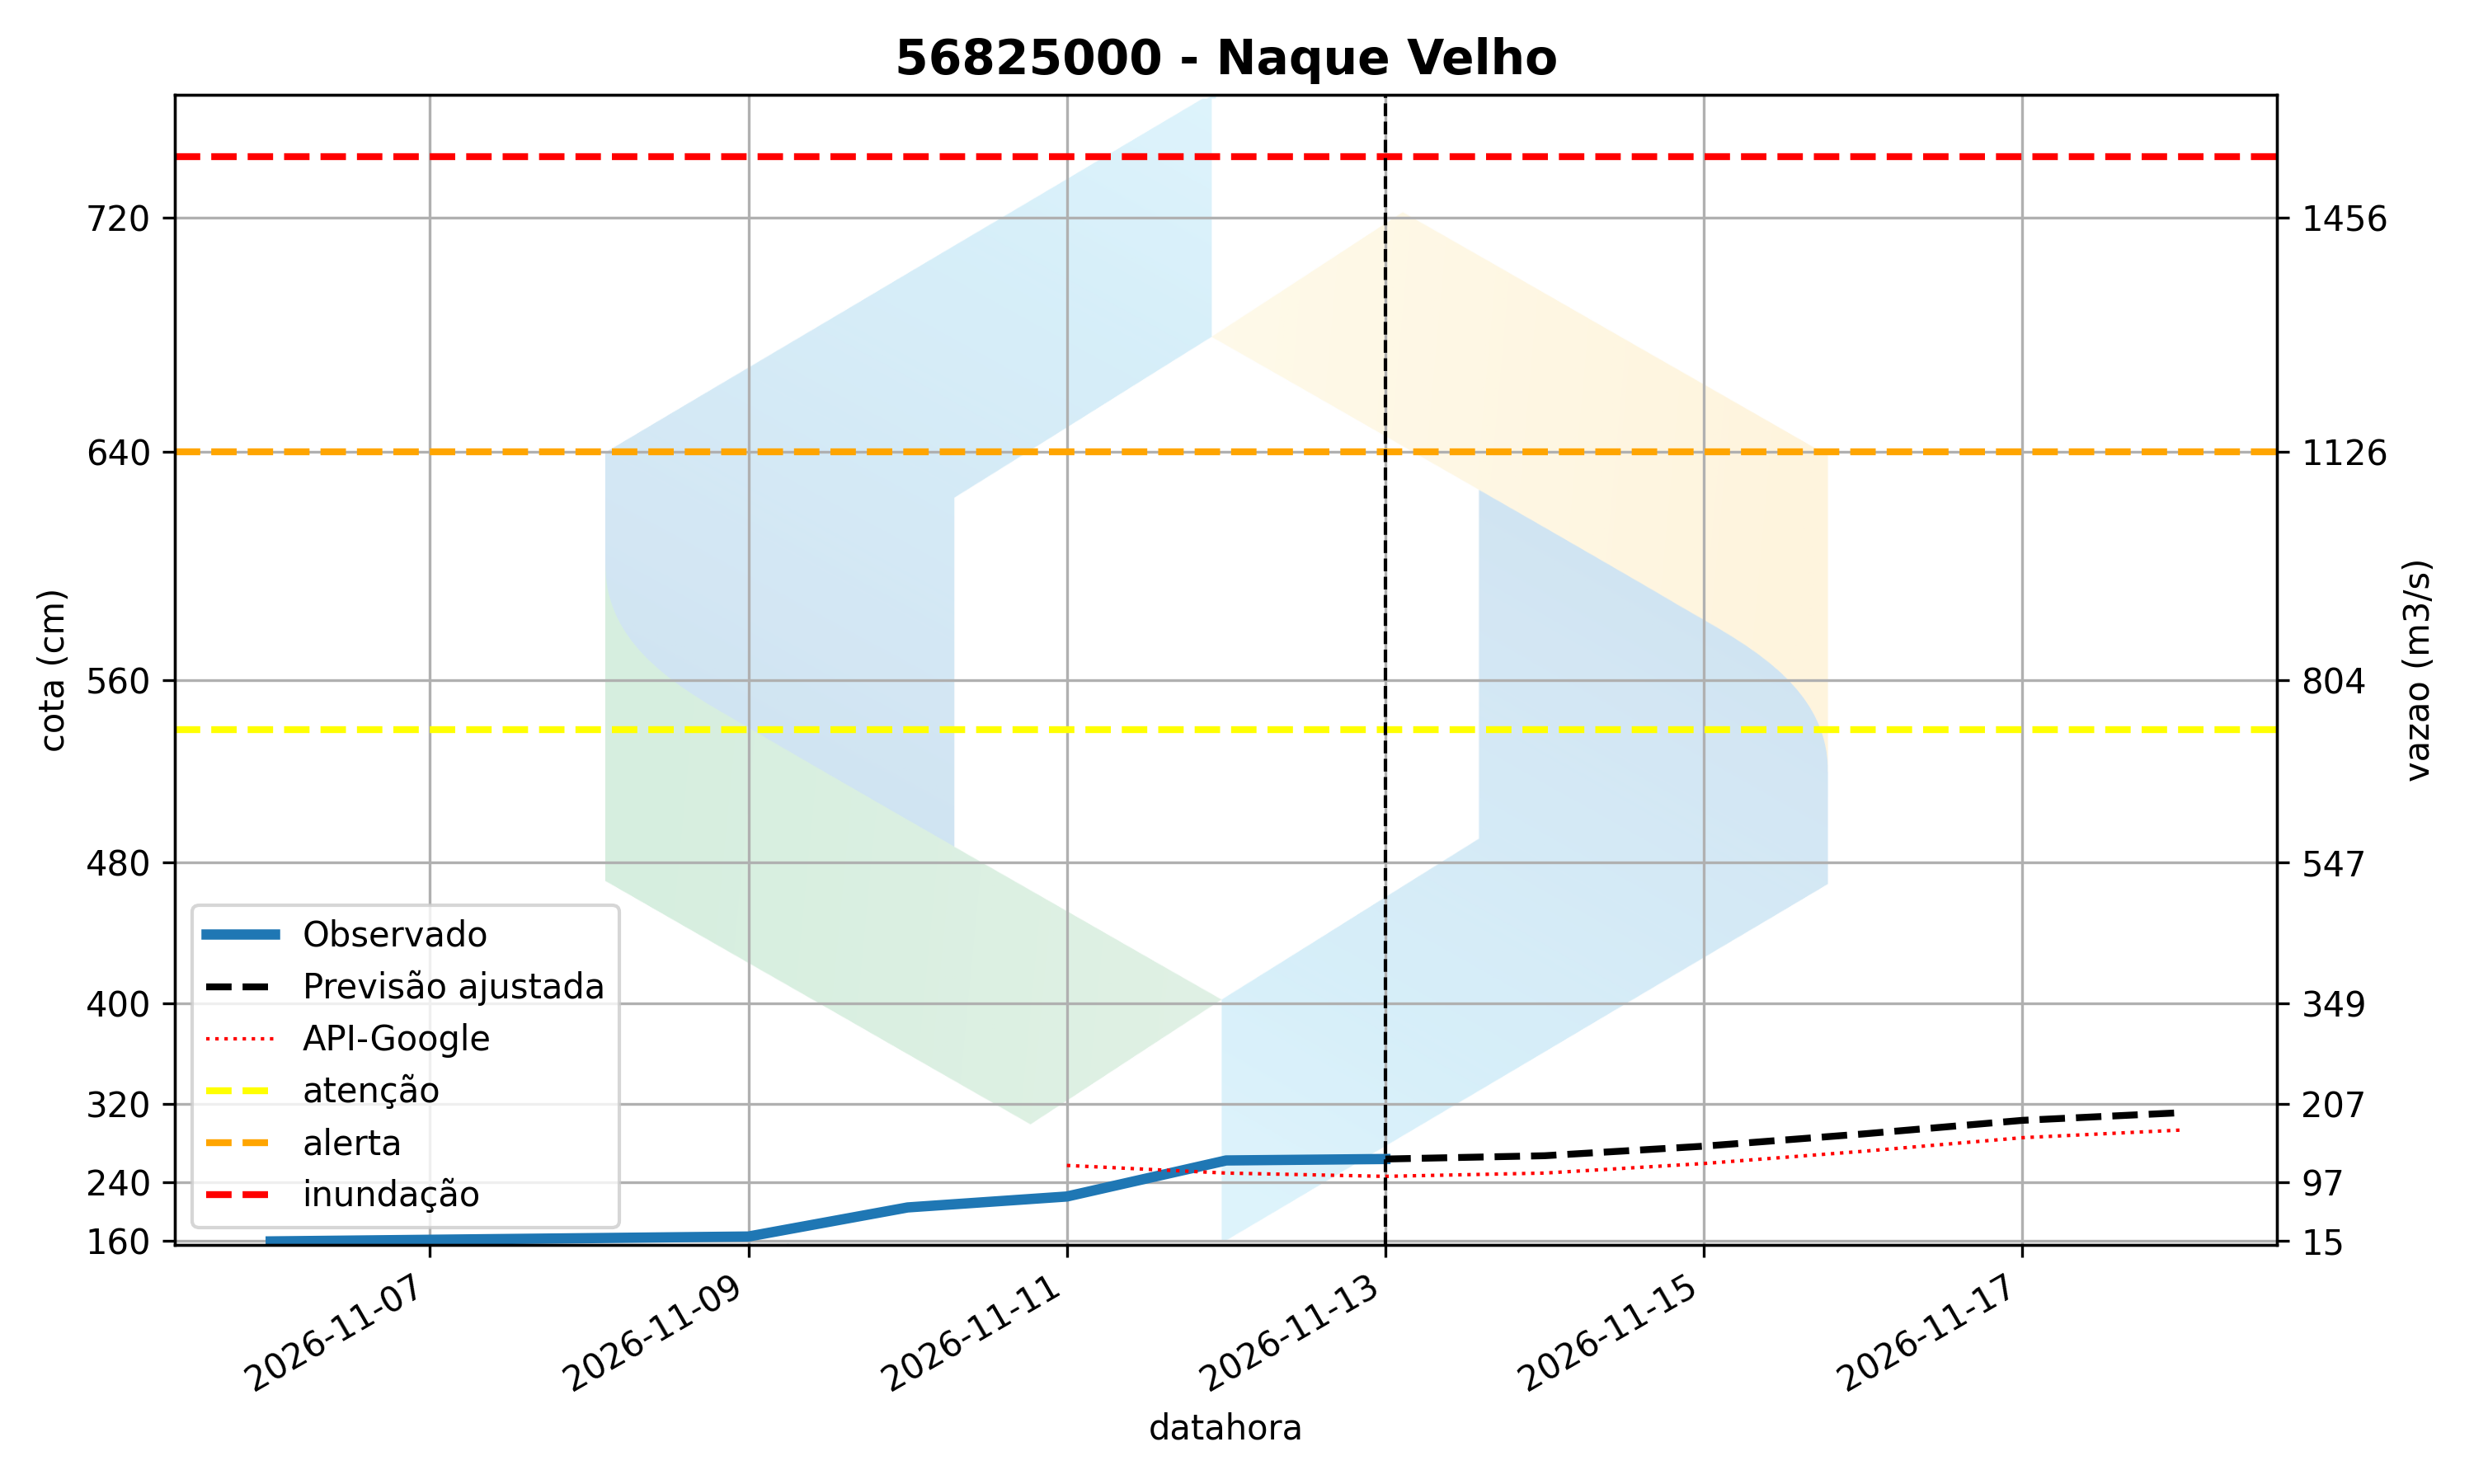 56825000 - Naque Velho
720
640
560
480
400
320
240
160
cota (cm)
1456
1126
804
547
349
207
97
15
vazao (m3/s)
Observado
Previsão ajustada
API-Google
atenção
alerta
inundação
2026-11-07
2026-11-09
2026-11-11
2026-11-13
2026-11-15
2026-11-17
datahora